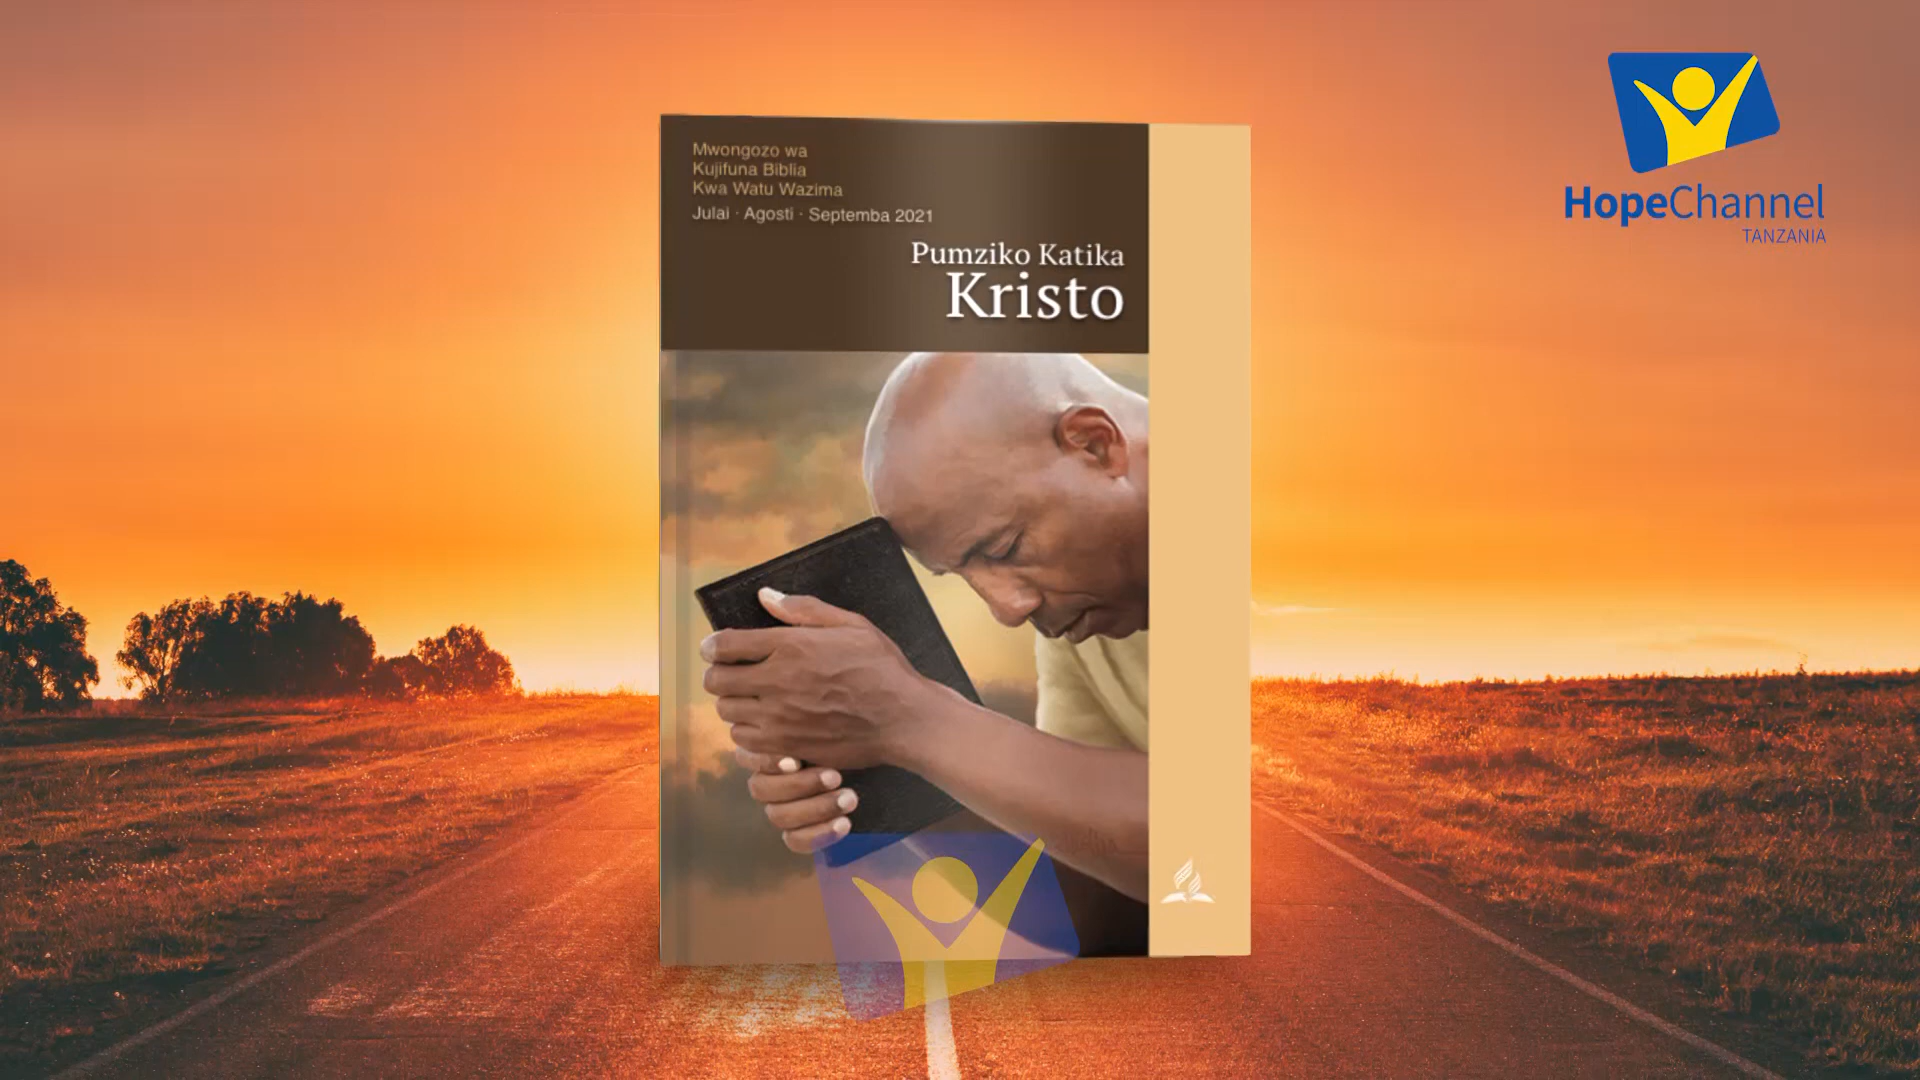 Mwongozo wa
Kujifuna Biblia
Kwa Watu Wazima
Julai · Agosti · Septemba 2021
Pumziko Katika
Kristo
HopeChannel
TANZANIA